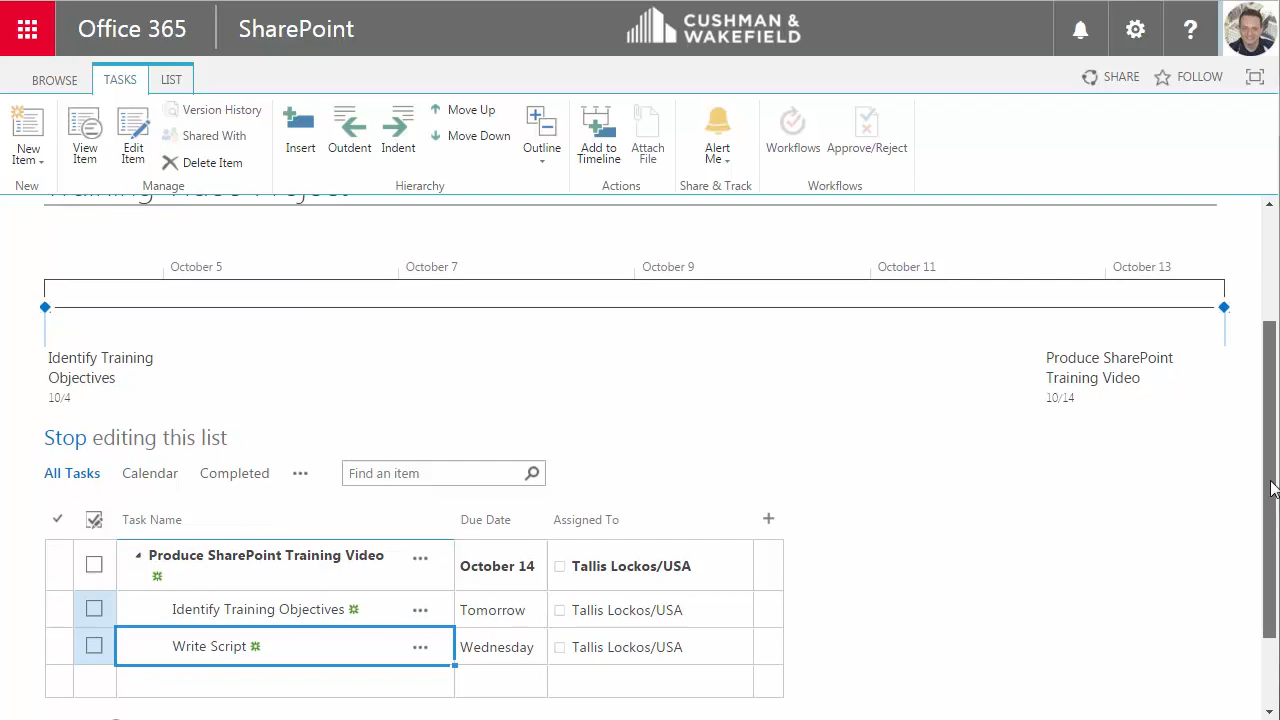 Office 365 SharePoint CUSHMAN & WAKEFIELD ?
BROWSE TASKS LIST SHARE FOLLOW
New Item View Item Edit Item Version History Shared With Delete Item Insert Outdent Indent Move Up Move Down Outline Add to Timeline Attach File Alert Me Workflows Approve/Reject
New Manage Hierarchy Actions Share & Track Workflows
Training Video Project
October 5 October 7 October 9 October 11 October 13
Identify Training Objectives 10/4
Produce SharePoint Training Video 10/14
Stop editing this list
All Tasks Calendar Completed ••• Find an item
Task Name Due Date Assigned To +
Produce SharePoint Training Video ••• October 14 Tallis Lockos/USA
Identify Training Objectives ••• Tomorrow Tallis Lockos/USA
Write Script ••• Wednesday Tallis Lockos/USA